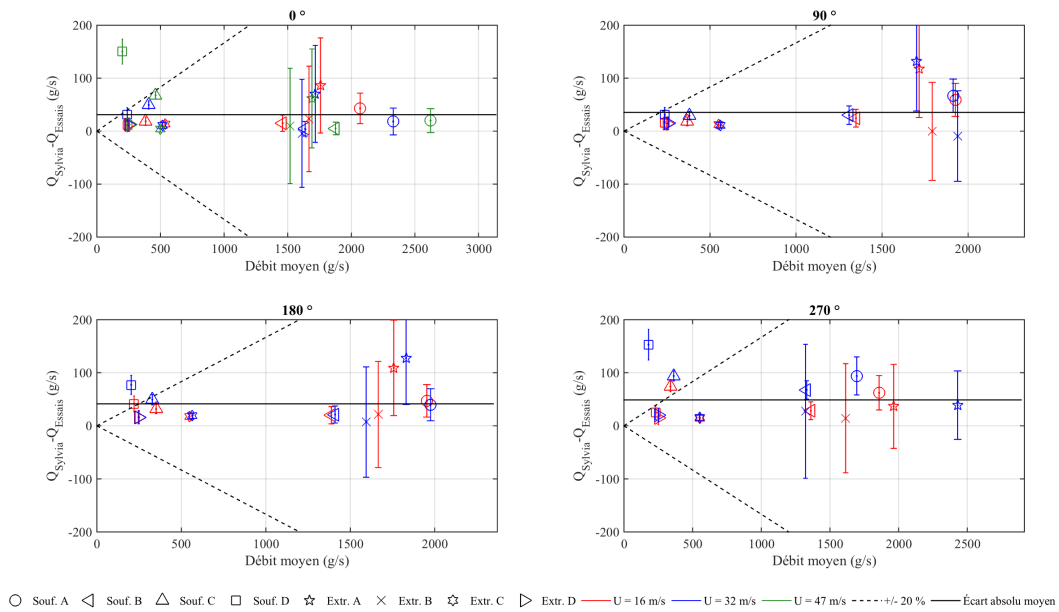 0 °
200
100
0
-100
-200
Q_Sylvia-Q_Essais (g/s)
0 500 1000 1500 2000 2500 3000
Débit moyen (g/s)
90 °
200
100
0
-100
-200
Q_Sylvia-Q_Essais (g/s)
0 500 1000 1500 2000
Débit moyen (g/s)
180 °
200
100
0
-100
-200
Q_Sylvia-Q_Essais (g/s)
0 500 1000 1500 2000
Débit moyen (g/s)
270 °
200
100
0
-100
-200
Q_Sylvia-Q_Essais (g/s)
0 500 1000 1500 2000 2500
Débit moyen (g/s)
Souf. A Souf. B Souf. C Souf. D Extr. A Extr. B Extr. C Extr. D U = 16 m/s U = 32 m/s U = 47 m/s +/- 20 % Écart absolu moyen